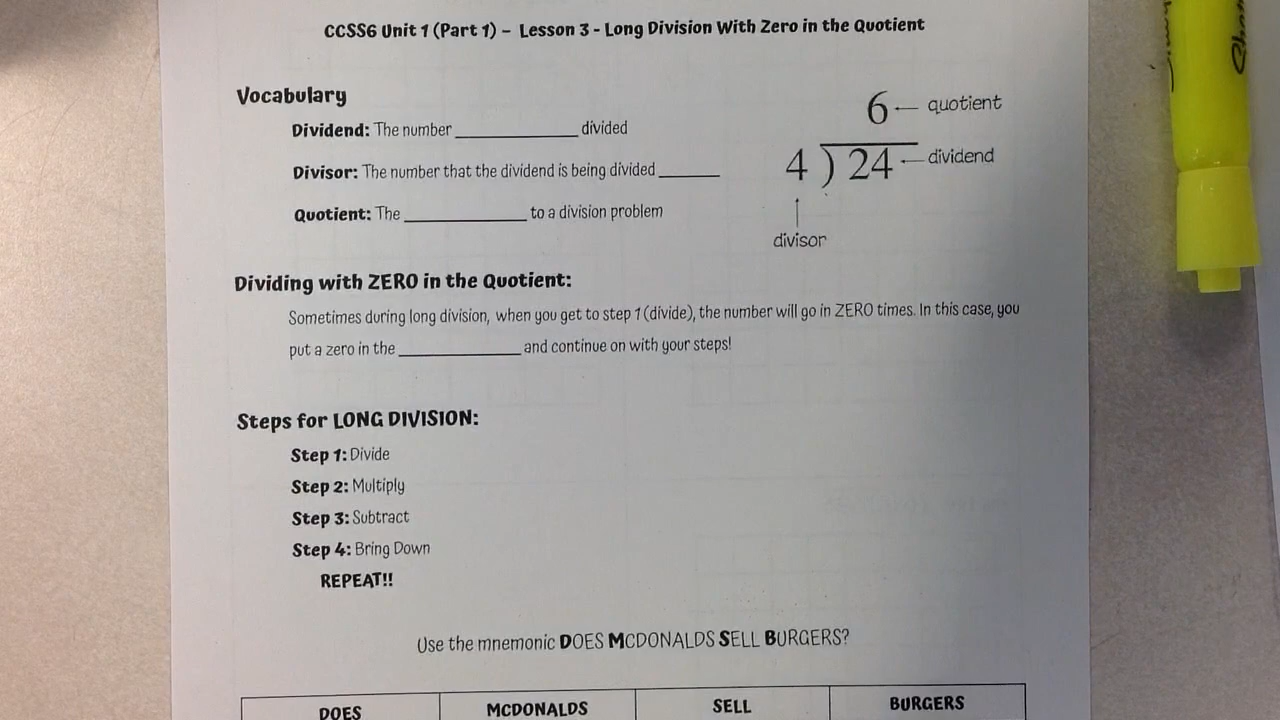 CCSS6 Unit 1 (Part 1) – Lesson 3 - Long Division With Zero in the Quotient
Vocabulary
Dividend: The number ____________ divided
Divisor: The number that the dividend is being divided ______
Quotient: The ____________ to a division problem
6 ← quotient
4 ) 24 ← dividend
↑
divisor
Dividing with ZERO in the Quotient:
Sometimes during long division, when you get to step 1 (divide), the number will go in ZERO times. In this case, you
put a zero in the ____________ and continue on with your steps!
Steps for LONG DIVISION:
Step 1: Divide
Step 2: Multiply
Step 3: Subtract
Step 4: Bring Down
REPEAT!!
Use the mnemonic DOES MCDONALDS SELL BURGERS?
DOES MCDONALDS SELL BURGERS